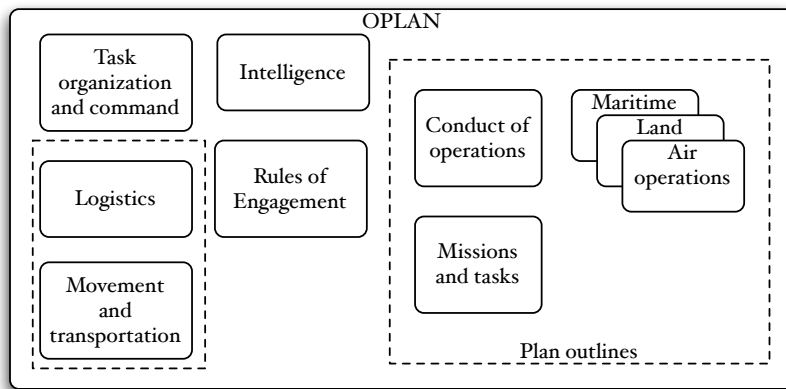 OPLAN
Task
organization
and command
Intelligence
Logistics
Rules of
Engagement
Movement
and
transportation
Conduct of
operations
Maritime
Land
Air
operations
Missions
and tasks
Plan outlines